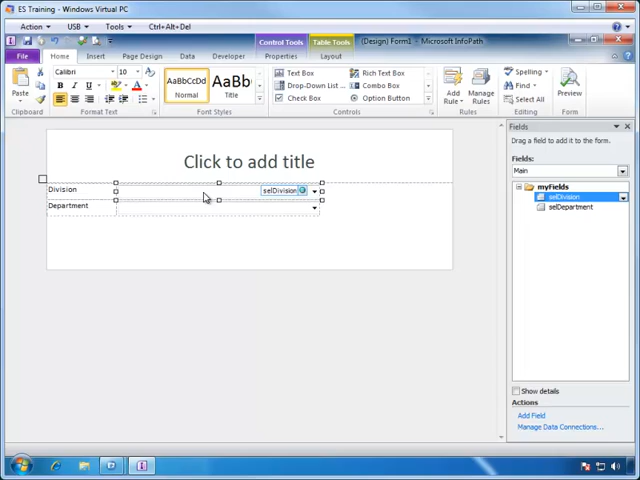 ES Training - Windows Virtual PC
Action USB Tools Ctrl+Alt+Del
Control Tools Table Tools (Design) Form1 - Microsoft InfoPath
File Home Insert Page Design Data Developer Properties Layout
Paste
Calibri 10
B I U
AaBbCcDd
Normal
AaBb
Title
Text Box Rich Text Box
Drop-Down List ... Combo Box
Check Box Option Button
Add Rule
Manage Rules
Spelling
Find
Select All
Preview
Clipboard Font Styles Controls Rules Form
Click to add title
Division selDivision
Department
Fields
Drag a field to add it to the form.
Fields:
Main
myFields
selDivision
selDepartment
Show details
Actions
Add Field
Manage Data Connections...